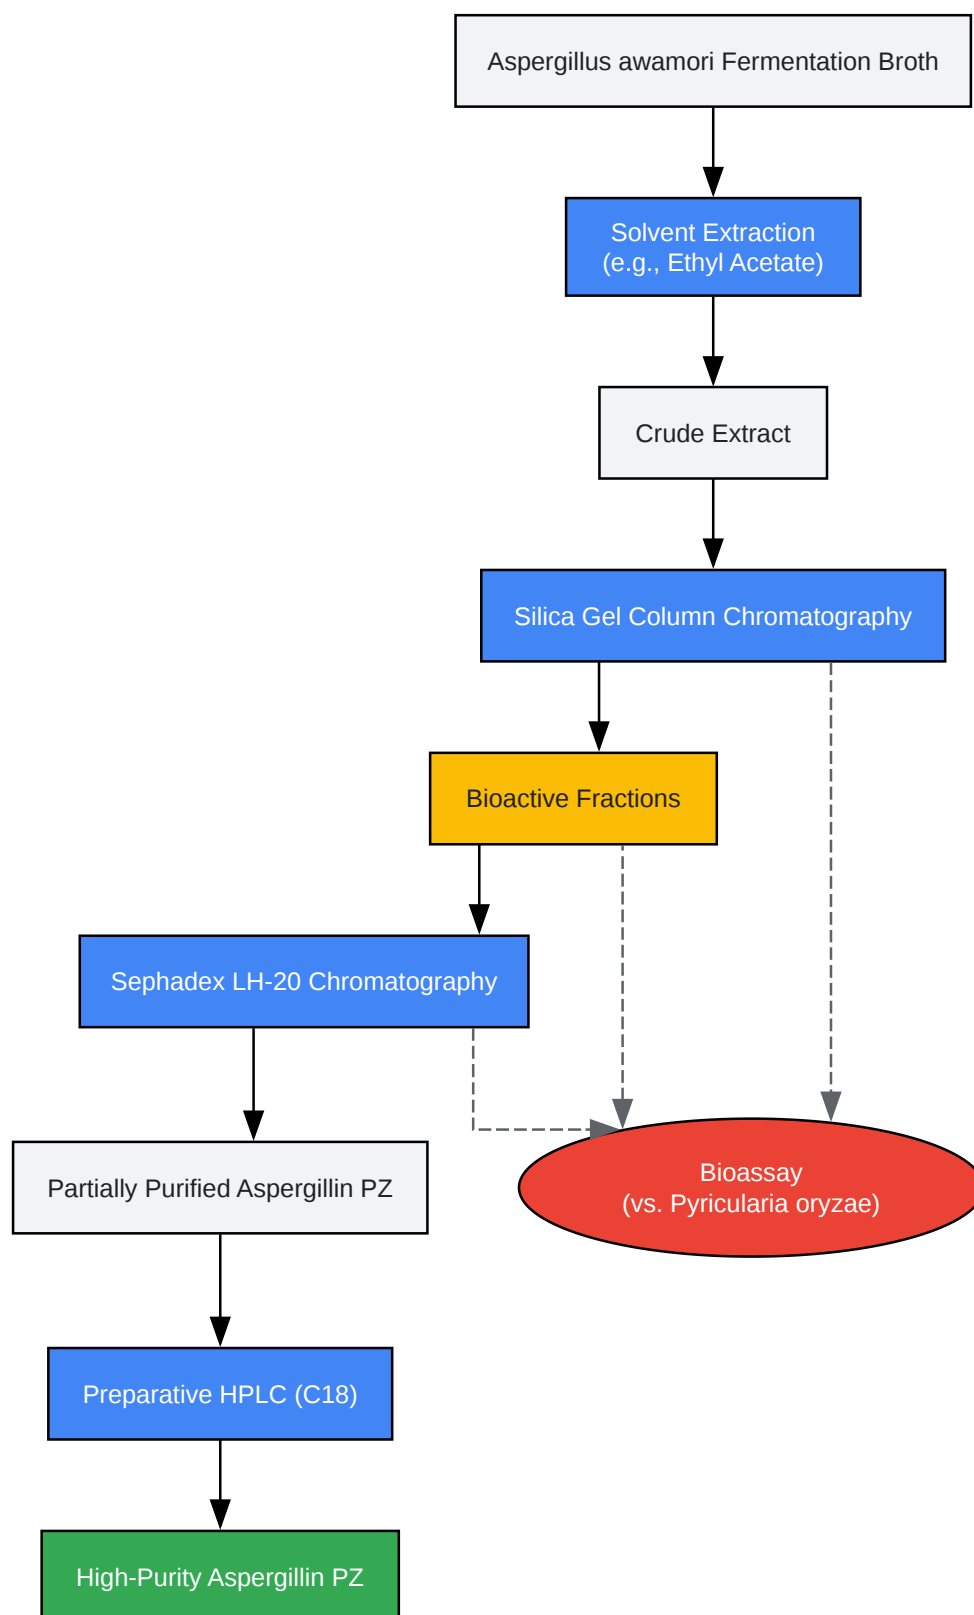 Aspergillus awamori Fermentation Broth
Solvent Extraction
(e.g., Ethyl Acetate)
Crude Extract
Silica Gel Column Chromatography
Bioactive Fractions
Sephadex LH-20 Chromatography
Partially Purified Aspergillin PZ
Bioassay
(vs. Pyricularia oryzae)
Preparative HPLC (C18)
High-Purity Aspergillin PZ